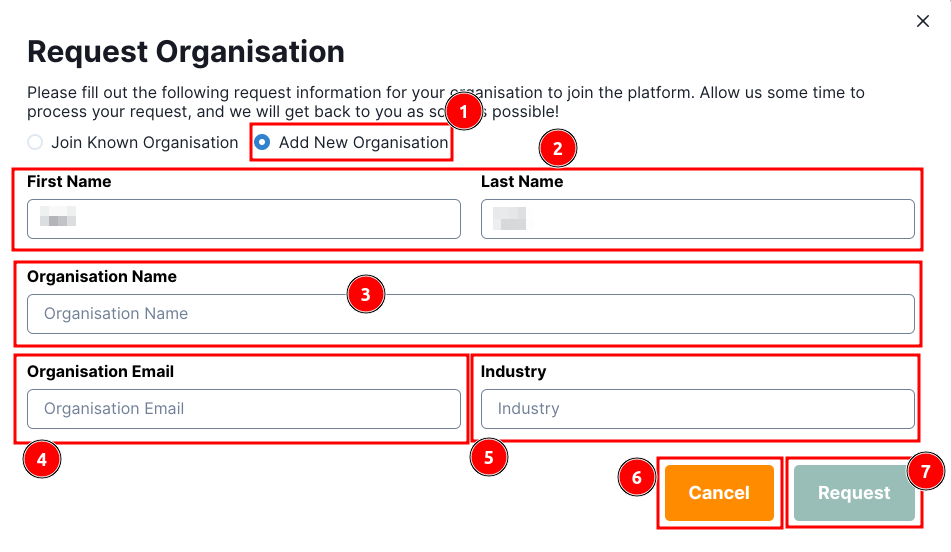 Request Organisation
Please fill out the following request information for your organisation to join the platform. Allow us some time to
process your request, and we will get back to you as so s possible!
1
Join Known Organisation
Add New Organisation
2
First Name
Last Name
Organisation Name
3
Organisation Name
Organisation Email
Industry
Organisation Email
Industry
4
5
6
Cancel
Request
7